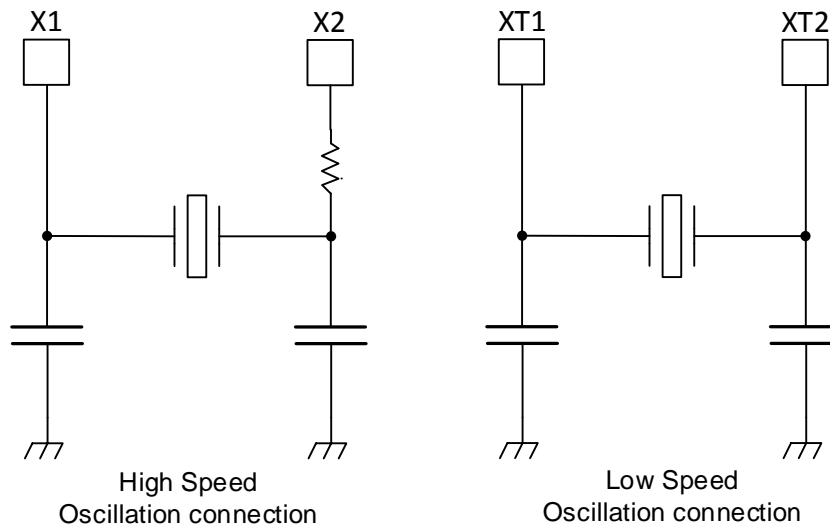 X1
X2
XT1
XT2
High Speed
Oscillation connection
Low Speed
Oscillation connection